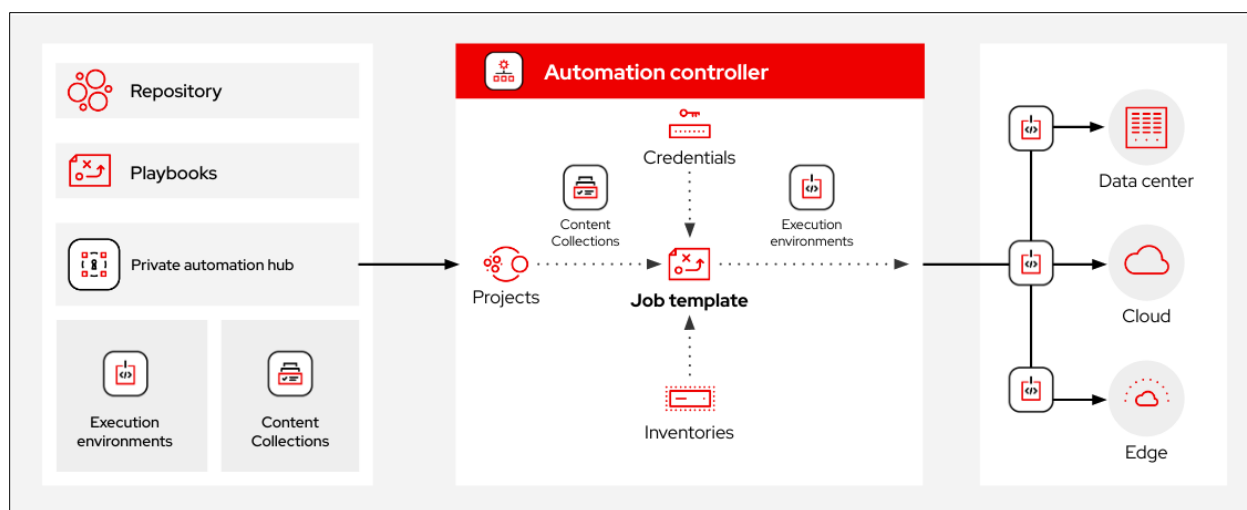 Repository
Playbooks
Private automation hub
Execution
environments
Content
Collections
Automation controller
Credentials
Content
Collections
Execution
environments
Projects
Job template
Inventories
Data center
Cloud
Edge